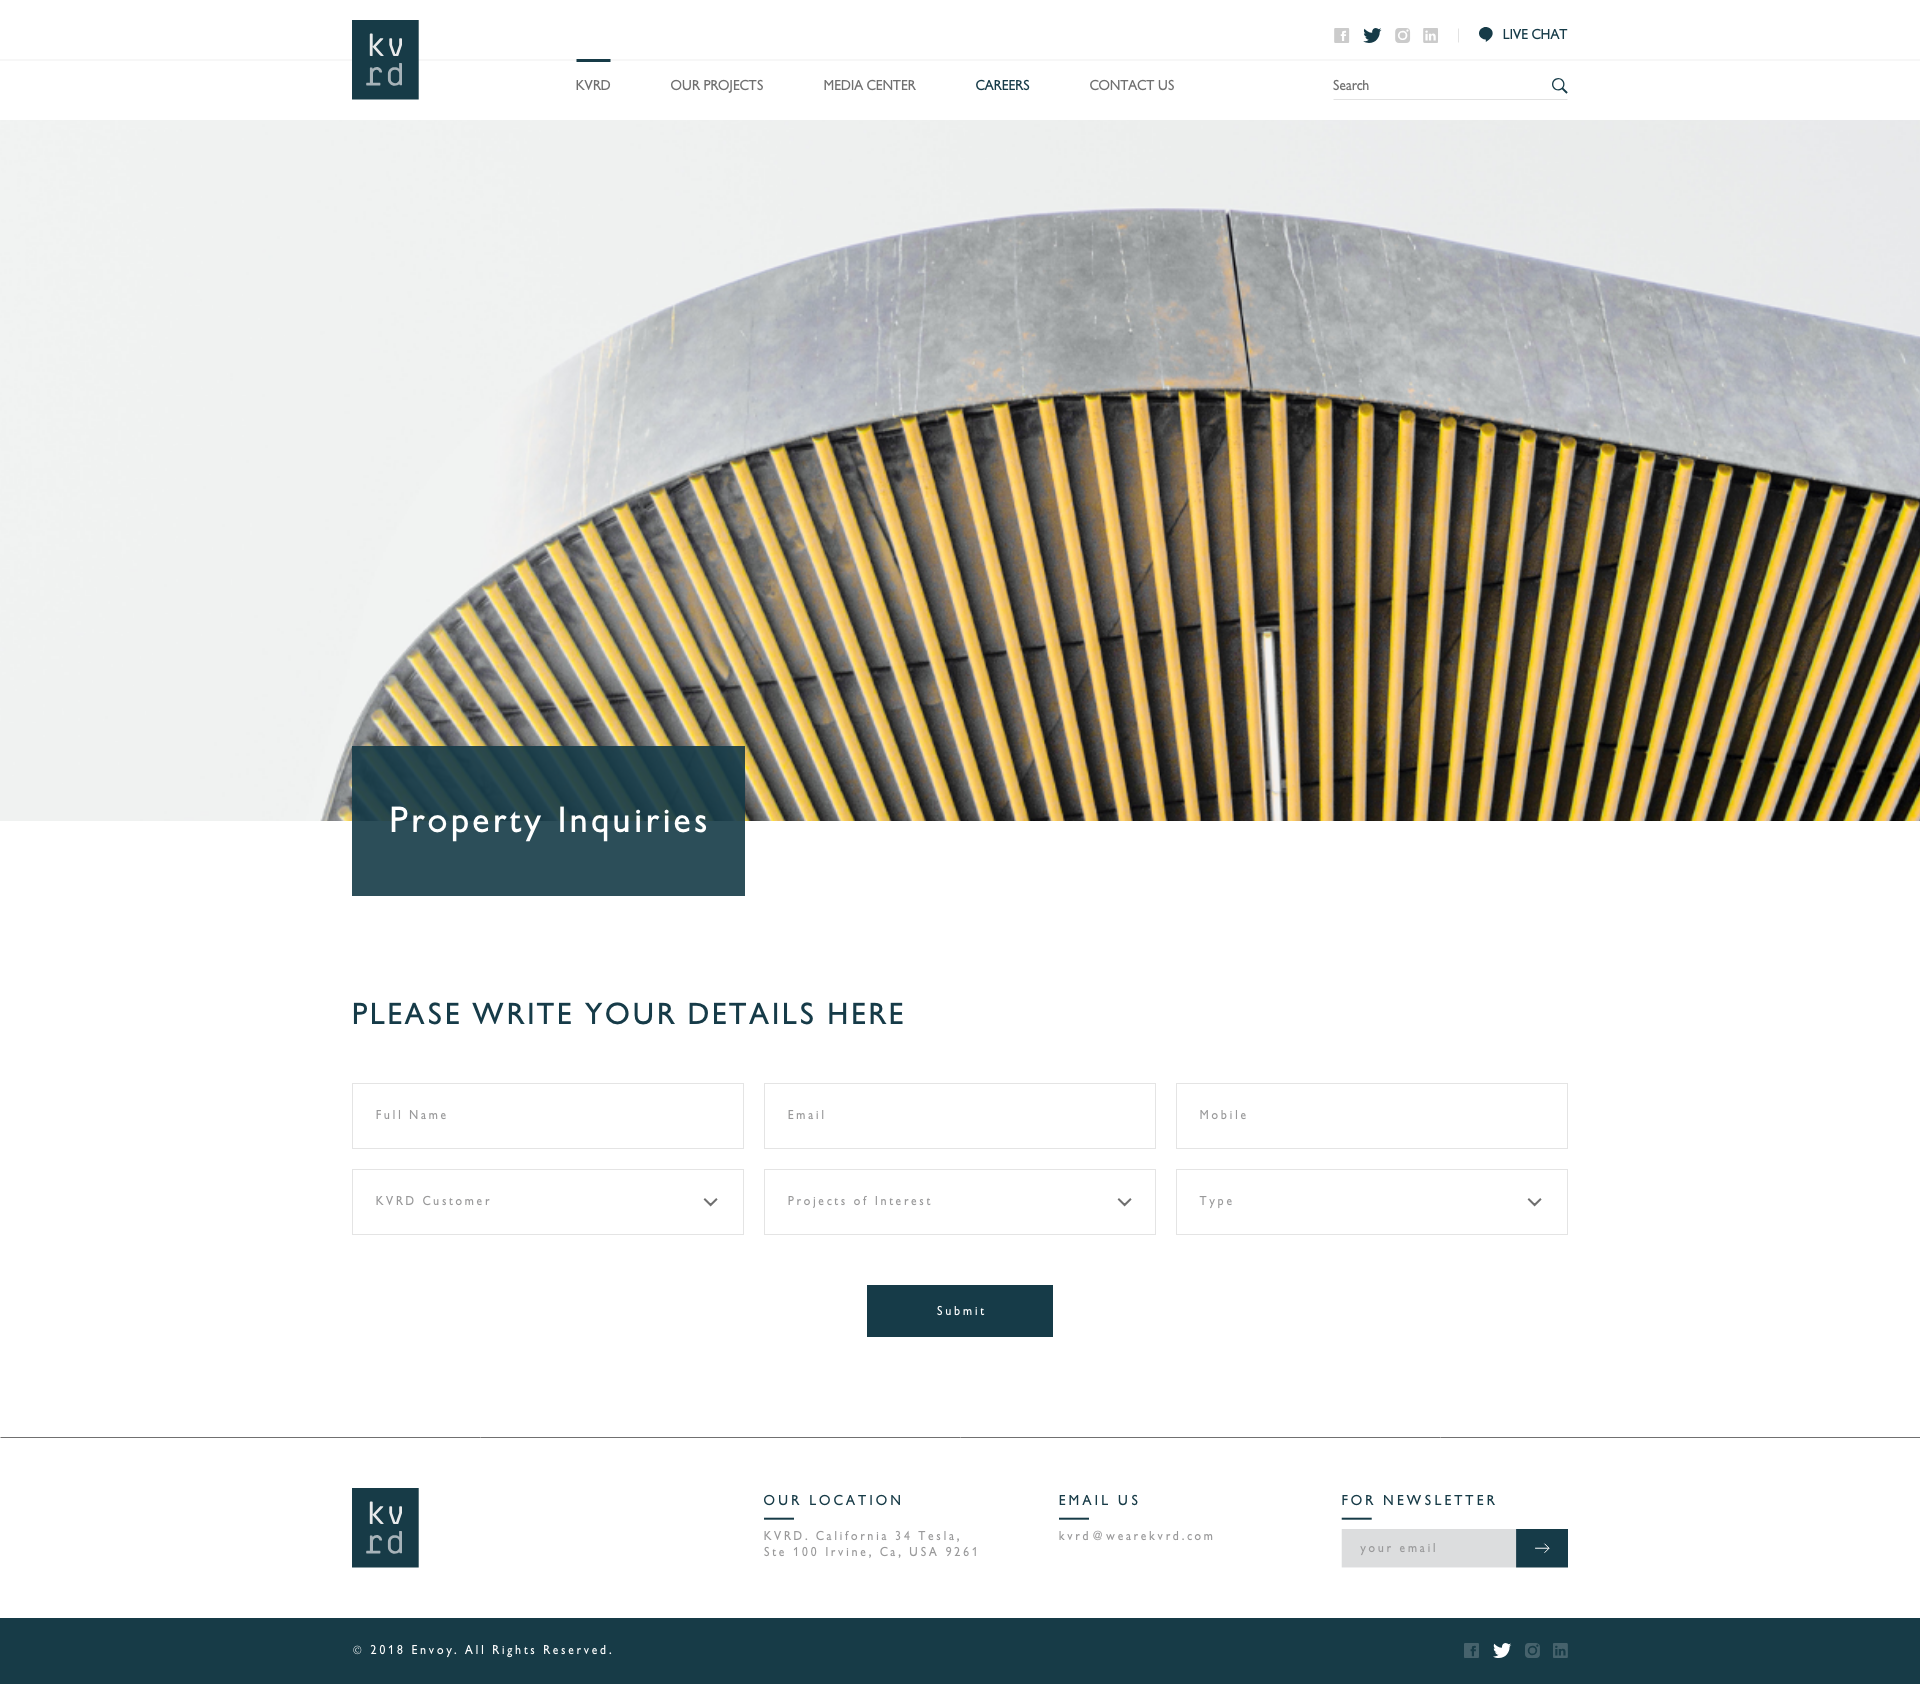 kv
rd
LIVE CHAT
KVRD OUR PROJECTS MEDIA CENTER CAREERS CONTACT US Search
Property Inquiries
PLEASE WRITE YOUR DETAILS HERE
Full Name Email Mobile
KVRD Customer Projects of Interest Type
Submit
kv
rd
OUR LOCATION
KVRD. California 34 Tesla,
Ste 100 Irvine, Ca, USA 9261
EMAIL US
kvrd@wearekvrd.com
FOR NEWSLETTER
your email
© 2018 Envoy. All Rights Reserved.